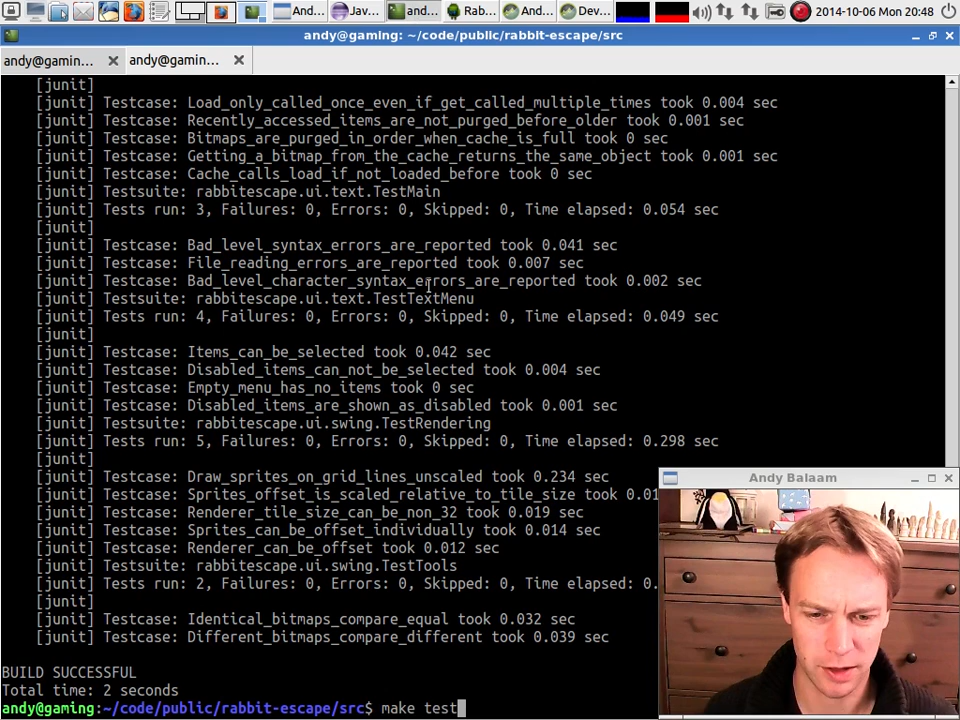 And...
Jav...
and...
Rab...
And...
Dev...
2014-10-06 Mon 20:48
andy@gaming: ~/code/public/rabbit-escape/src
andy@gamin...
andy@gamin...
[junit]
[junit] Testcase: Load_only_called_once_even_if_get_called_multiple_times took 0.004 sec
[junit] Testcase: Recently_accessed_items_are_not_purged_before_older took 0.001 sec
[junit] Testcase: Bitmaps_are_purged_in_order_when_cache_is_full took 0 sec
[junit] Testcase: Getting_a_bitmap_from_the_cache_returns_the_same_object took 0.001 sec
[junit] Testcase: Cache_calls_load_if_not_loaded_before took 0 sec
[junit] Testsuite: rabbitescape.ui.text.TestMain
[junit] Tests run: 3, Failures: 0, Errors: 0, Skipped: 0, Time elapsed: 0.054 sec
[junit]
[junit] Testcase: Bad_level_syntax_errors_are_reported took 0.041 sec
[junit] Testcase: File_reading_errors_are_reported took 0.007 sec
[junit] Testcase: Bad_level_character_syntax_errors_are_reported took 0.002 sec
[junit] Testsuite: rabbitescape.ui.text.TestTextMenu
[junit] Tests run: 4, Failures: 0, Errors: 0, Skipped: 0, Time elapsed: 0.049 sec
[junit]
[junit] Testcase: Items_can_be_selected took 0.042 sec
[junit] Testcase: Disabled_items_can_not_be_selected took 0.004 sec
[junit] Testcase: Empty_menu_has_no_items took 0 sec
[junit] Testcase: Disabled_items_are_shown_as_disabled took 0.001 sec
[junit] Testsuite: rabbitescape.ui.swing.TestRendering
[junit] Tests run: 5, Failures: 0, Errors: 0, Skipped: 0, Time elapsed: 0.298 sec
[junit]
[junit] Testcase: Draw_sprites_on_grid_lines_unscaled took 0.234 sec
[junit] Testcase: Sprites_offset_is_scaled_relative_to_tile_size took 0.01
[junit] Testcase: Renderer_tile_size_can_be_non_32 took 0.019 sec
[junit] Testcase: Sprites_can_be_offset_individually took 0.014 sec
[junit] Testcase: Renderer_can_be_offset took 0.012 sec
[junit] Testsuite: rabbitescape.ui.swing.TestTools
[junit] Tests run: 2, Failures: 0, Errors: 0, Skipped: 0, Time elapsed: 0.
[junit]
[junit] Testcase: Identical_bitmaps_compare_equal took 0.032 sec
[junit] Testcase: Different_bitmaps_compare_different took 0.039 sec
BUILD SUCCESSFUL
Total time: 2 seconds
andy@gaming:~/code/public/rabbit-escape/src$ make test
Andy Balaam